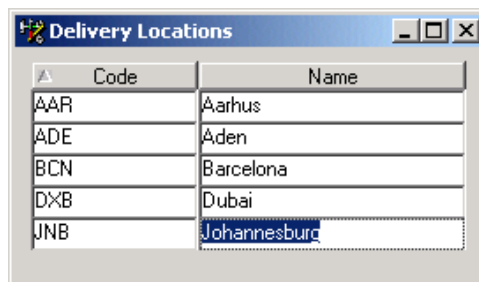 Delivery Locations
Code Name
AAR Aarhus
ADE Aden
BCN Barcelona
DXB Dubai
JNB Johannesburg